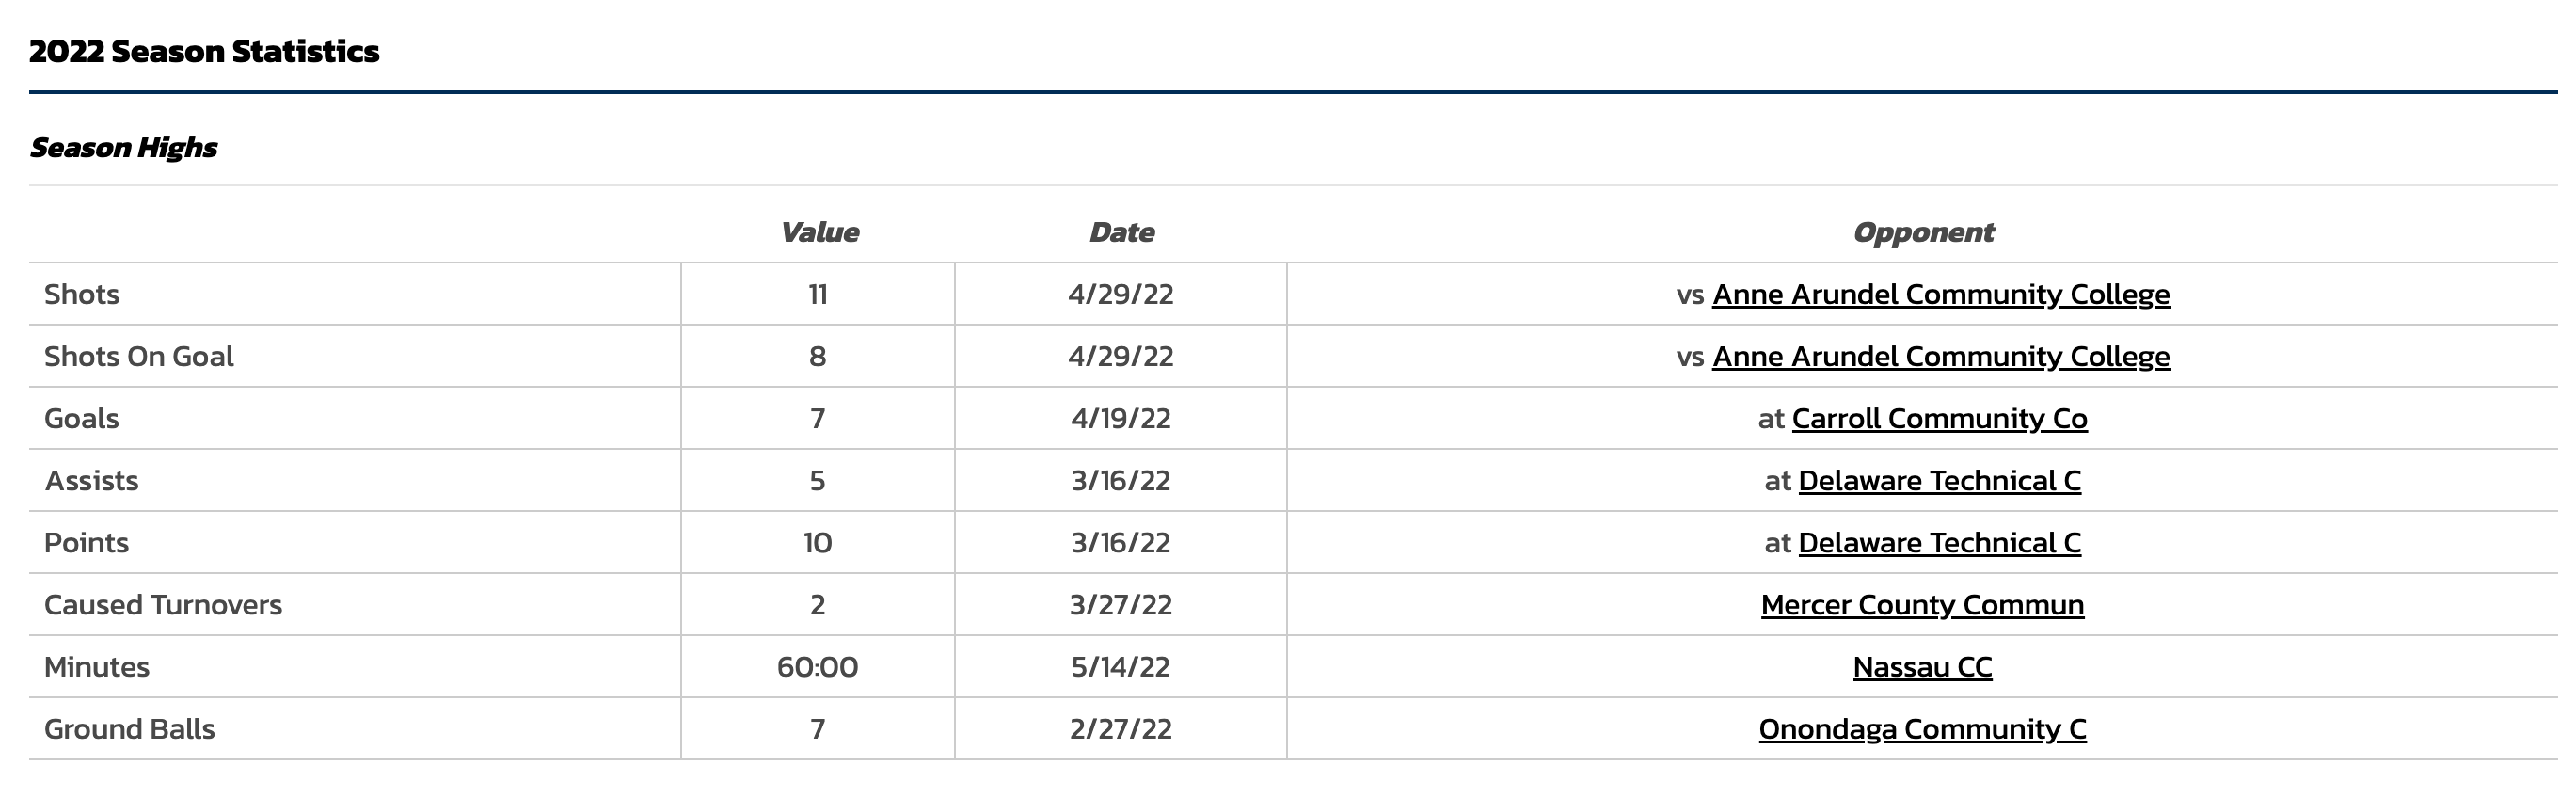 2022 Season Statistics
Season Highs
Value Date Opponent
Shots 11 4/29/22 vs Anne Arundel Community College
Shots On Goal 8 4/29/22 vs Anne Arundel Community College
Goals 7 4/19/22 at Carroll Community Co
Assists 5 3/16/22 at Delaware Technical C
Points 10 3/16/22 at Delaware Technical C
Caused Turnovers 2 3/27/22 Mercer County Commun
Minutes 60:00 5/14/22 Nassau CC
Ground Balls 7 2/27/22 Onondaga Community C